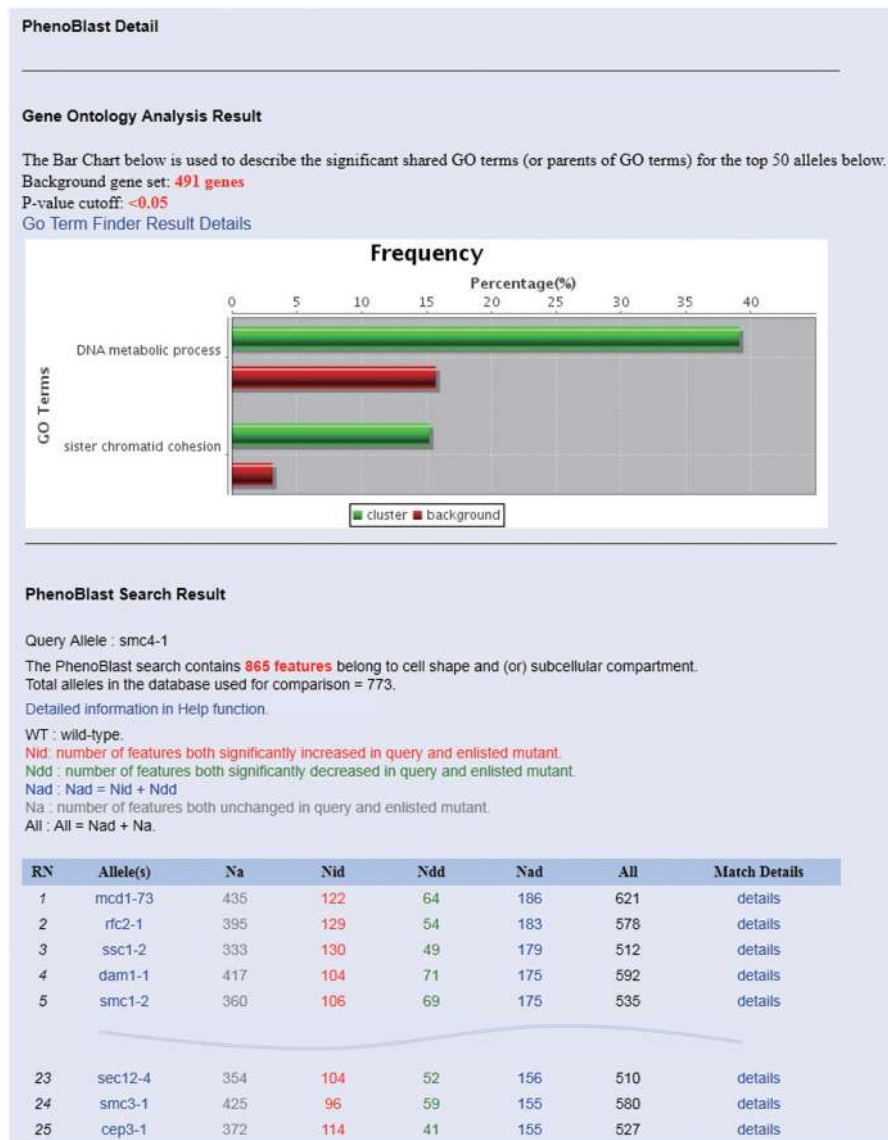 PhenoBlast Detail
Gene Ontology Analysis Result
The Bar Chart below is used to describe the significant shared GO terms (or parents of GO terms) for the top 50 alleles below.
Background gene set: 491 genes
P-value cutoff: <0.05
Go Term Finder Result Details
Frequency
Percentage(%)
0 5 10 15 20 25 30 35 40
GO Terms
DNA metabolic process
sister chromatid cohesion
cluster background
PhenoBlast Search Result
Query Allele : smc4-1
The PhenoBlast search contains 865 features belong to cell shape and (or) subcellular compartment.
Total alleles in the database used for comparison = 773.
Detailed information in Help function.
WT : wild-type.
Nid: number of features both significantly increased in query and enlisted mutant.
Ndd : number of features both significantly decreased in query and enlisted mutant.
Nad : Nad = Nid + Ndd
Na : number of features both unchanged in query and enlisted mutant.
All : All = Nad + Na.
RN Allele(s) Na Nid Ndd Nad All Match Details
1 mcd1-73 435 122 64 186 621 details
2 rfc2-1 395 129 54 183 578 details
3 ssc1-2 333 130 49 179 512 details
4 dam1-1 417 104 71 175 592 details
5 smc1-2 360 106 69 175 535 details
23 sec12-4 354 104 52 156 510 details
24 smc3-1 425 96 59 155 580 details
25 cep3-1 372 114 41 155 527 details